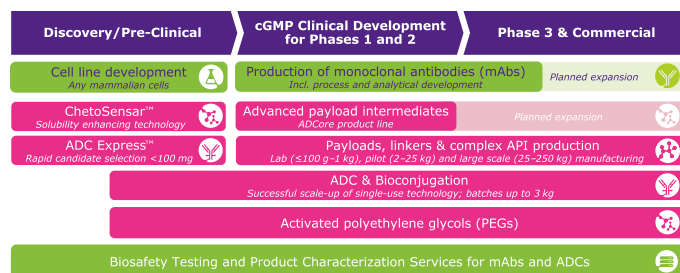 Discovery/Pre-Clinical
cGMP Clinical Development
for Phases 1 and 2
Phase 3 & Commercial
Cell line development
Any mammalian cells
Production of monoclonal antibodies (mAbs)
Incl. process and analytical development
Planned expansion
ChetoSensar™
Solubility enhancing technology
Advanced payload intermediates
ADCore product line
Planned expansion
ADC Express™
Rapid candidate selection <100 mg
Payloads, linkers & complex API production
Lab (≤100 g–1 kg), pilot (2–25 kg) and large scale (25–250 kg) manufacturing
ADC & Bioconjugation
Successful scale-up of single-use technology; batches up to 3 kg
Activated polyethylene glycols (PEGs)
Biosafety Testing and Product Characterization Services for mAbs and ADCs